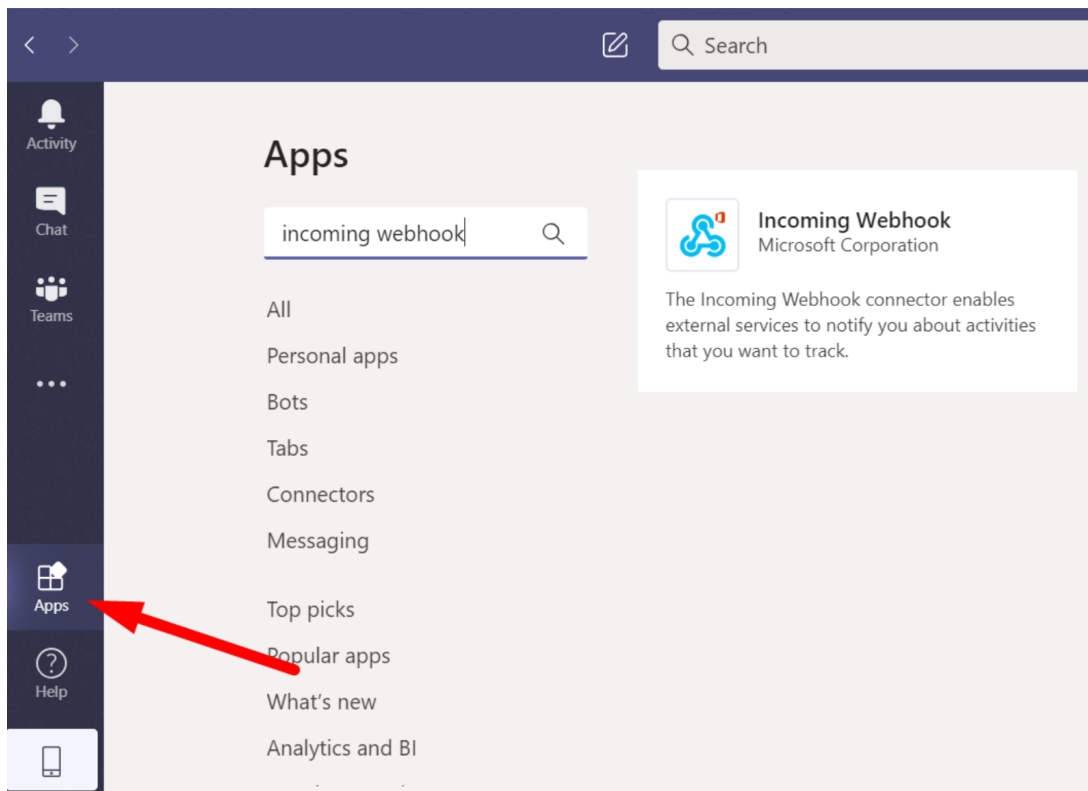 Search
Activity
Chat
Teams
Apps
Help
Apps
incoming webhook
All
Personal apps
Bots
Tabs
Connectors
Messaging
Top picks
Popular apps
What's new
Analytics and BI
Incoming Webhook
Microsoft Corporation
The Incoming Webhook connector enables
external services to notify you about activities
that you want to track.